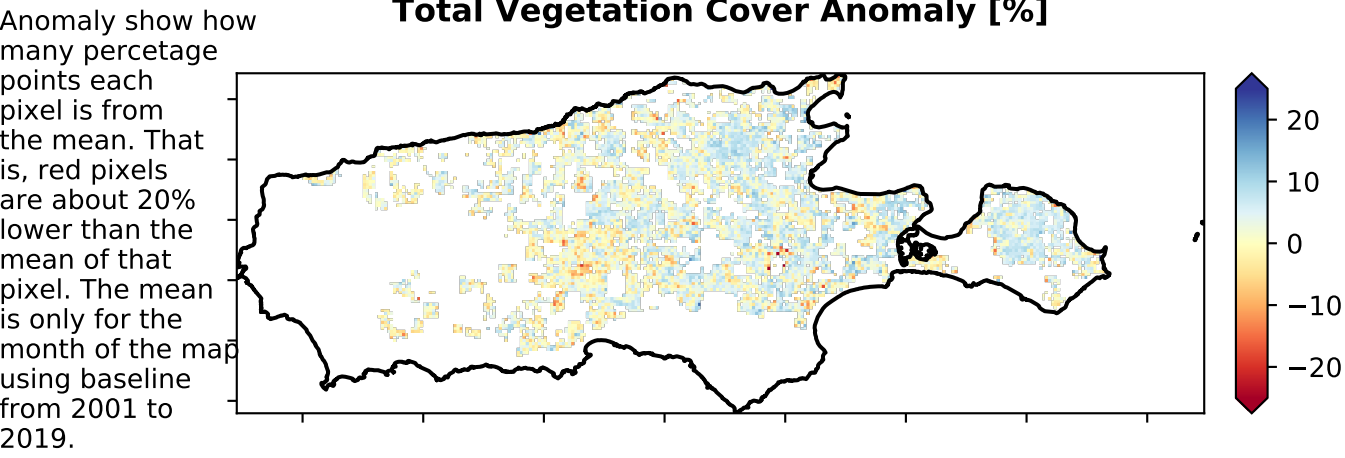 Total Vegetation Cover Anomaly [%]
Anomaly show how
many percetage
points each
pixel is from
the mean. That
is, red pixels
are about 20%
lower than the
mean of that
pixel. The mean
is only for the
month of the map
using baseline
from 2001 to
2019.
20
10
0
−10
−20